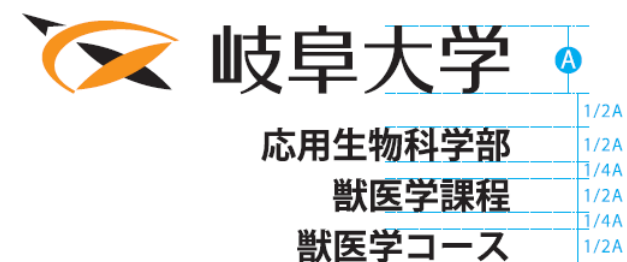 岐阜大学 A
1/2A
応用生物科学部 1/2A
1/4A
獣医学課程 1/2A
1/4A
獣医学コース 1/2A